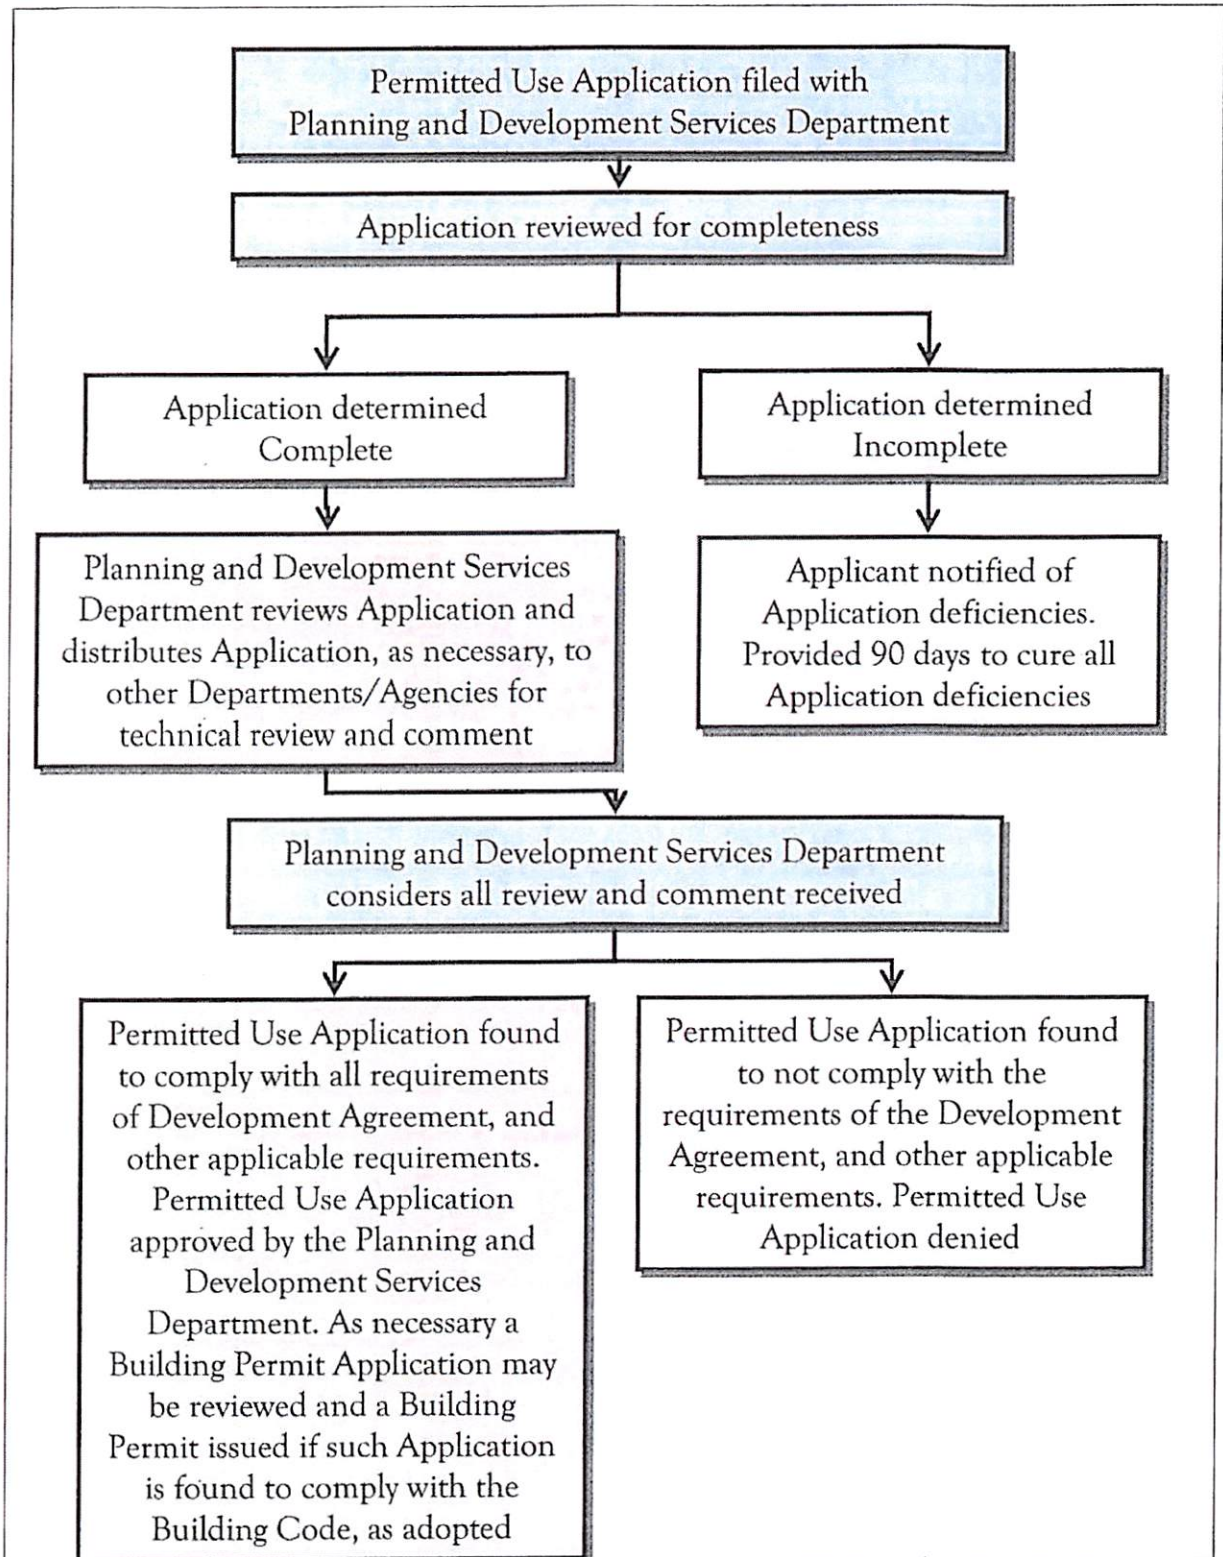 Permitted Use Application filed with
Planning and Development Services Department
Application reviewed for completeness
Application determined
Complete
Application determined
Incomplete
Planning and Development Services
Department reviews Application and
distributes Application, as necessary, to
other Departments/Agencies for
technical review and comment
Applicant notified of
Application deficiencies.
Provided 90 days to cure all
Application deficiencies
Planning and Development Services Department
considers all review and comment received
Permitted Use Application found
to comply with all requirements
of Development Agreement, and
other applicable requirements.
Permitted Use Application
approved by the Planning and
Development Services
Department. As necessary a
Building Permit Application may
be reviewed and a Building
Permit issued if such Application
is found to comply with the
Building Code, as adopted
Permitted Use Application found
to not comply with the
requirements of the Development
Agreement, and other applicable
requirements. Permitted Use
Application denied